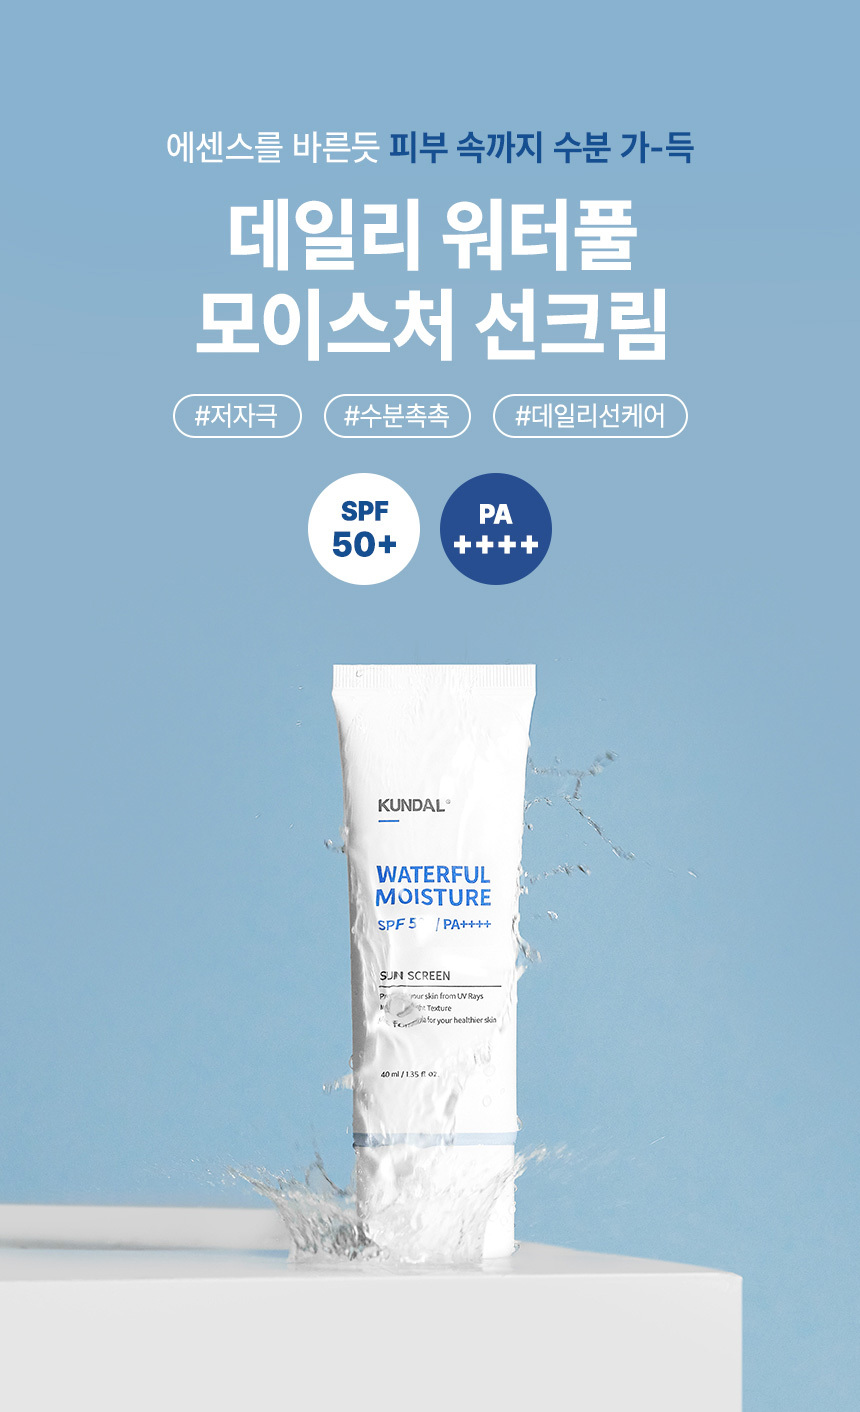 에센스를 바른듯 피부 속까지 수분 가-득
데일리 워터풀
모이스처 선크림
#저자극 #수분촉촉 #데일리선케어
SPF
50+
PA
++++
KUNDAL
WATERFUL
MOISTURE
SPF / PA++++
SUN SCREEN
skin from UV Rays
Texture
for your healthier skin
40 ml / 1.35 fl oz.